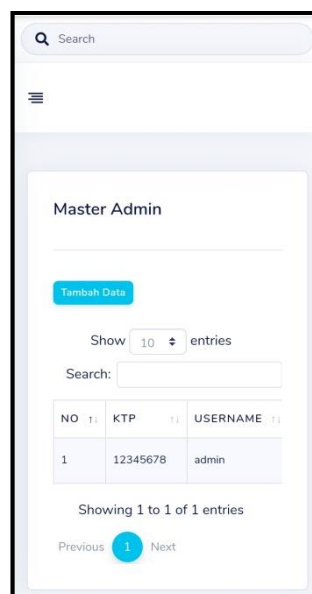 Search
Master Admin
Tambah Data
Show 10 entries
Search:
NO KTP USERNAME
1 12345678 admin
Showing 1 to 1 of 1 entries
Previous 1 Next